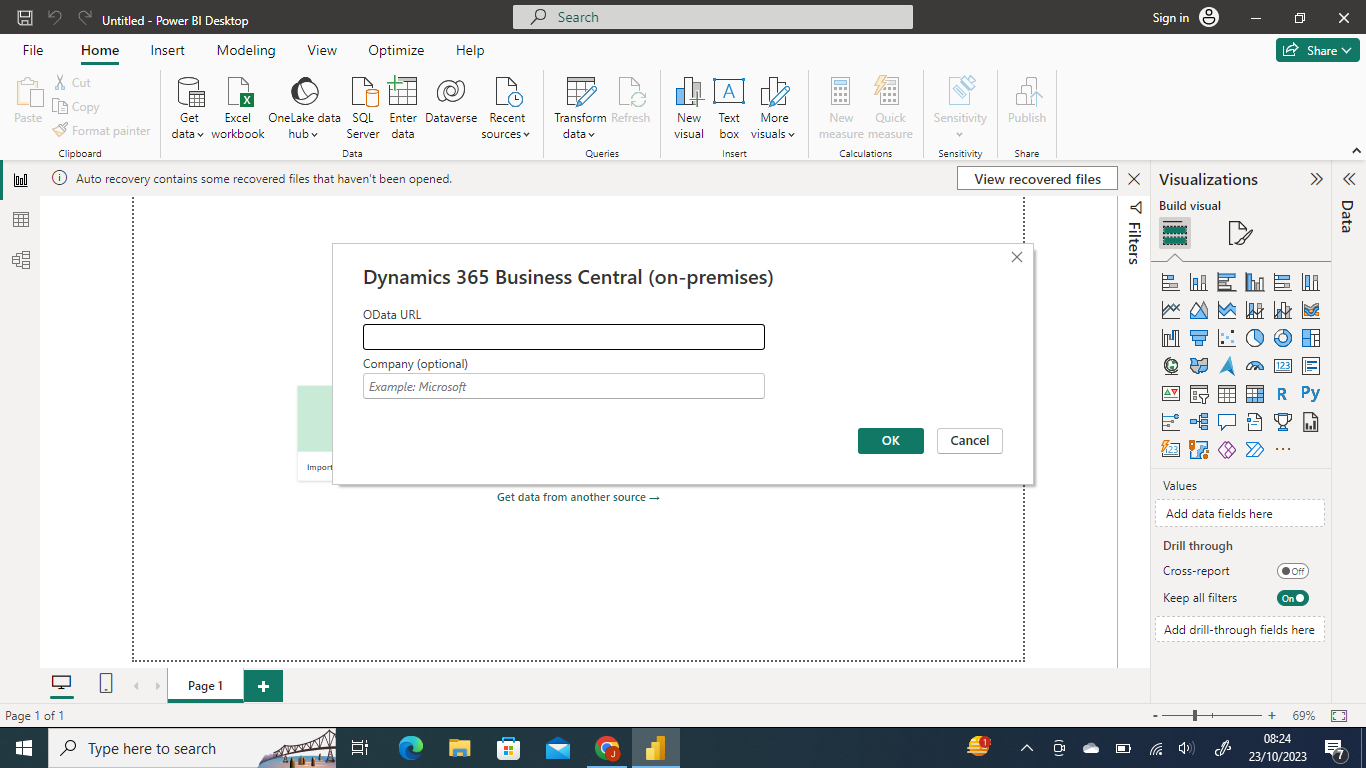 Untitled - Power BI Desktop
Search
Sign in
File Home Insert Modeling View Optimize Help
Share
Paste
Cut
Copy
Format painter
Clipboard
Get data
Excel workbook
OneLake data hub
SQL Server
Enter data
Dataverse
Recent sources
Data
Transform data
Refresh
Queries
New visual
Text box
More visuals
Insert
New measure
Quick measure
Calculations
Sensitivity
Sensitivity
Publish
Share
Auto recovery contains some recovered files that haven't been opened.
View recovered files
Filters
Visualizations
Data
Build visual
Dynamics 365 Business Central (on-premises)
OData URL
Company (optional)
Example: Microsoft
OK
Cancel
Import
Get data from another source →
123
R
Py
123
Values
Add data fields here
Drill through
Cross-report
Off
Keep all filters
On
Add drill-through fields here
Page 1
Page 1 of 1
- + 69%
Type here to search
J
1
08:24
23/10/2023
7